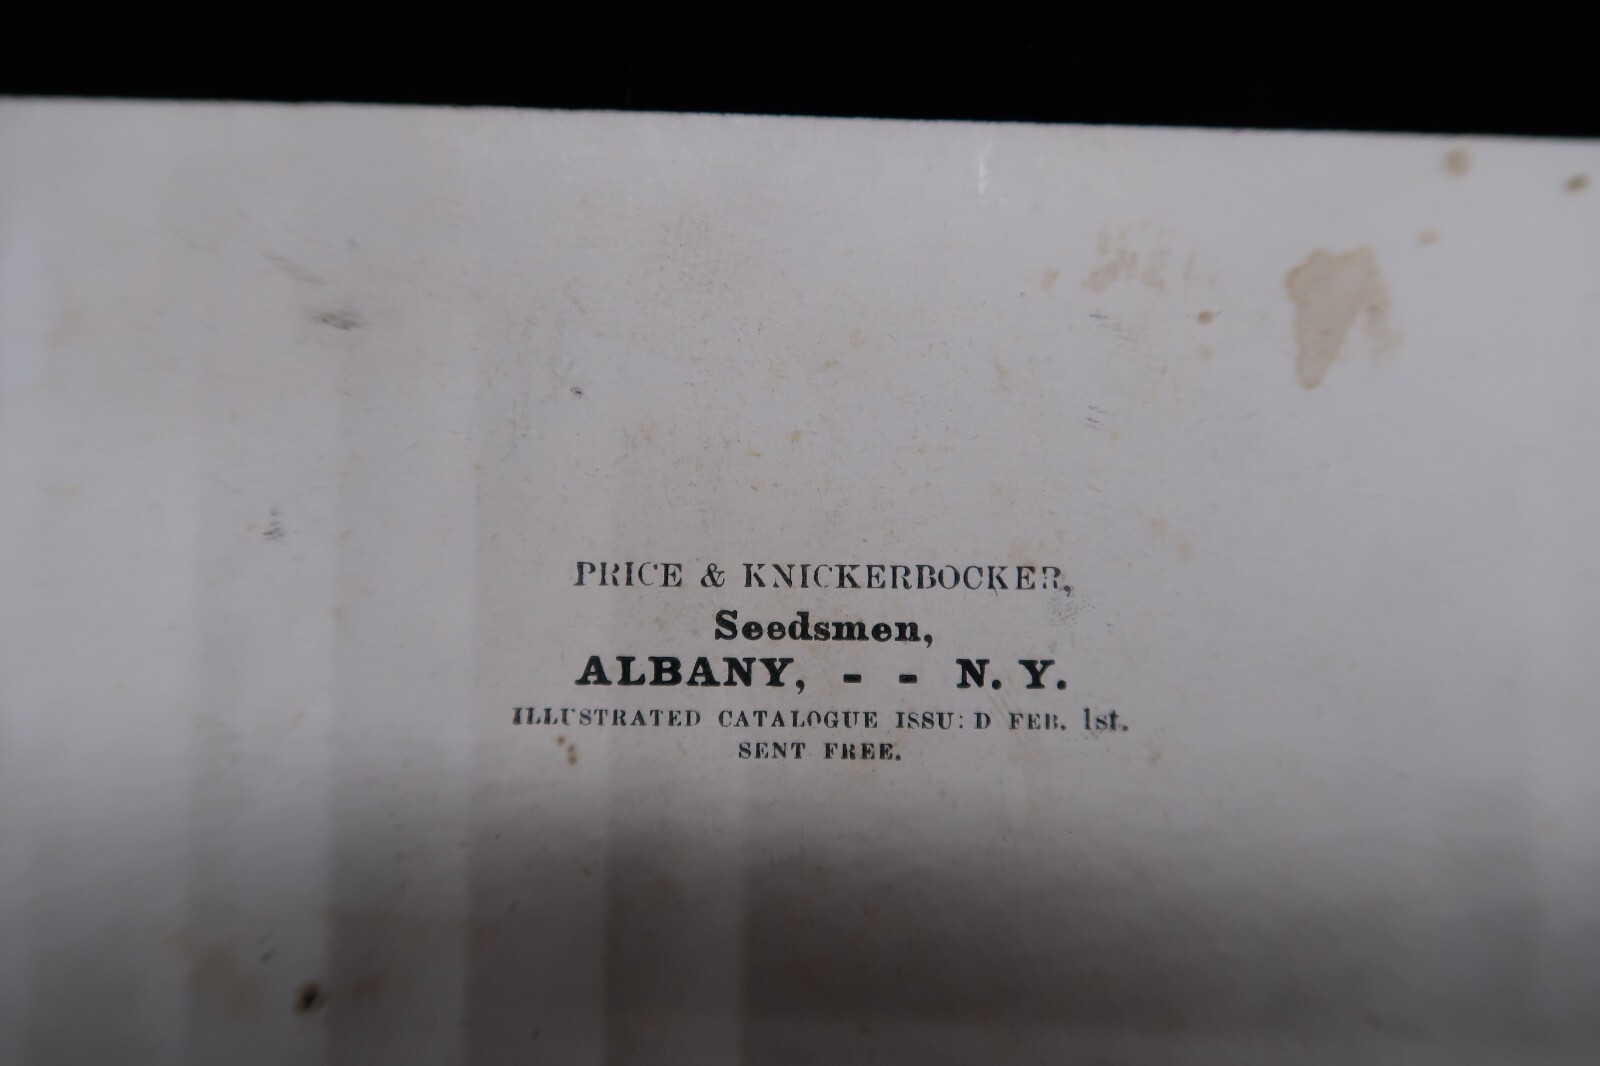 PRICE & KNICKERBOCKER,
Seedsmen,
ALBANY, - - N. Y.
ILLUSTRATED CATALOGUE ISSU: D FEB. 1st.
SENT FREE.